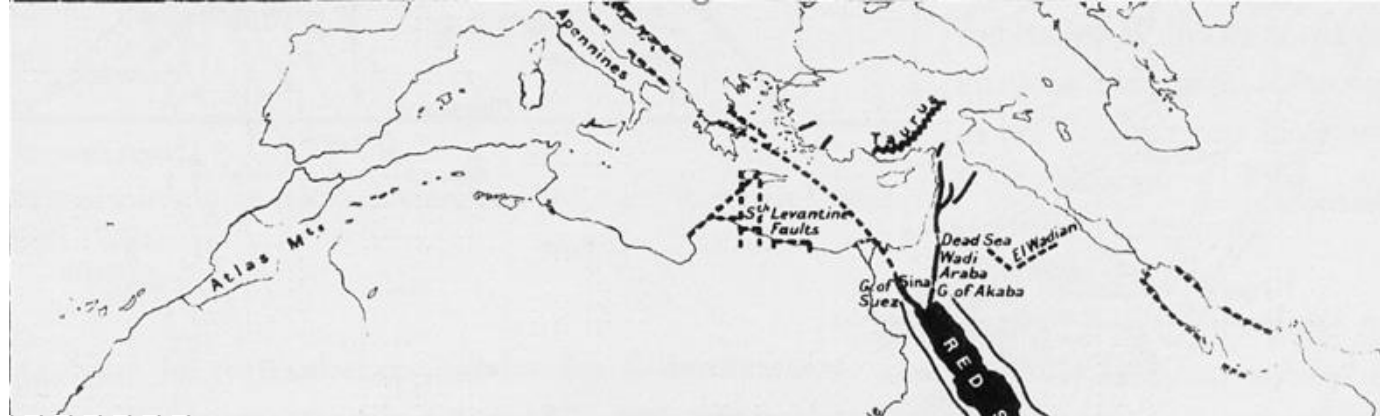 Apennines
Taurus
Sth Levantine
Faults
Atlas Mts.
Dead Sea
Wadi
Araba
G of Akaba
El Wadian
G of
Suez
Sinai
RED S